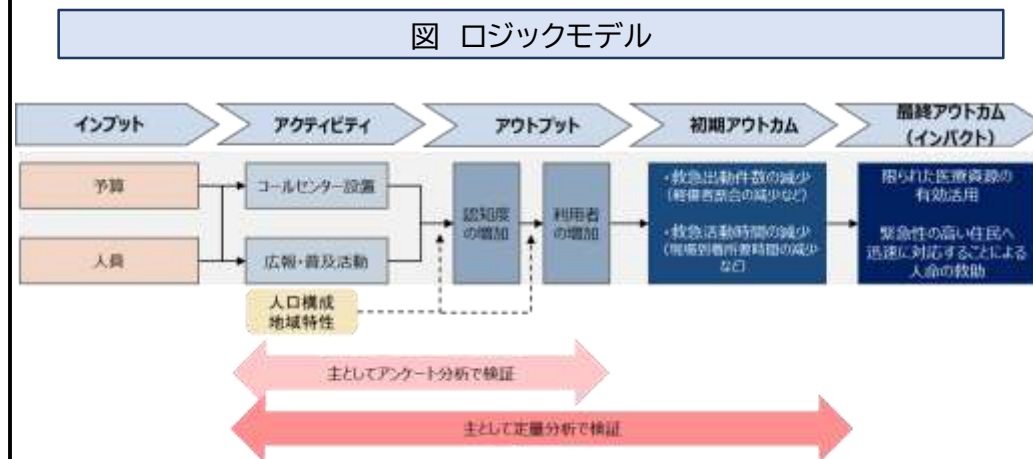 図 ロジックモデル
インプット
アクティビティ
アウトプット
初期アウトカム
最終アウトカム
(インパクト)
予算
人員
コールセンター設置
広報・普及活動
人口構成
地域特性
認知度
の増加
利用者
の増加
・救急出動件数の減少
(軽傷者割合の減少など)
・救急活動時間の減少
(現場到着所要時間の減少
など)
限られた医療資源の
有効活用
緊急性の高い住民へ
迅速に対応することによる
人命の救助
主としてアンケート分析で検証
主として定量分析で検証